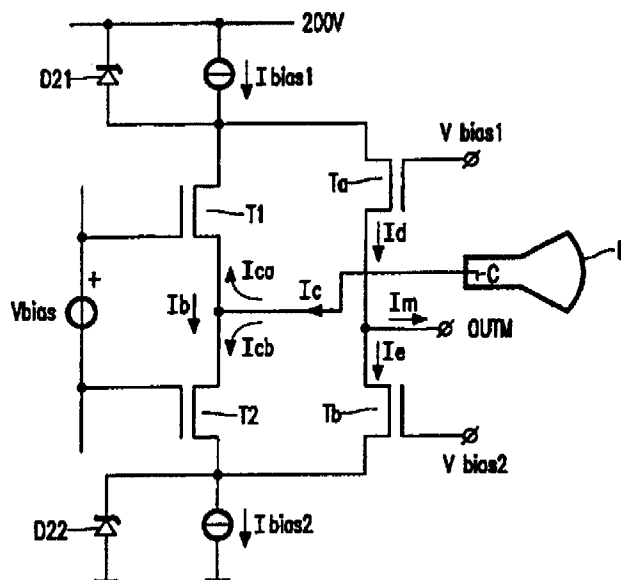 200V
D21
I bias1
V bias1
Ta
T1
Id
Ica
C
Vbias
+
Ib
Ic
Im
OUTM
Icb
Ie
T2
Tb
V bias2
D22
I bias2